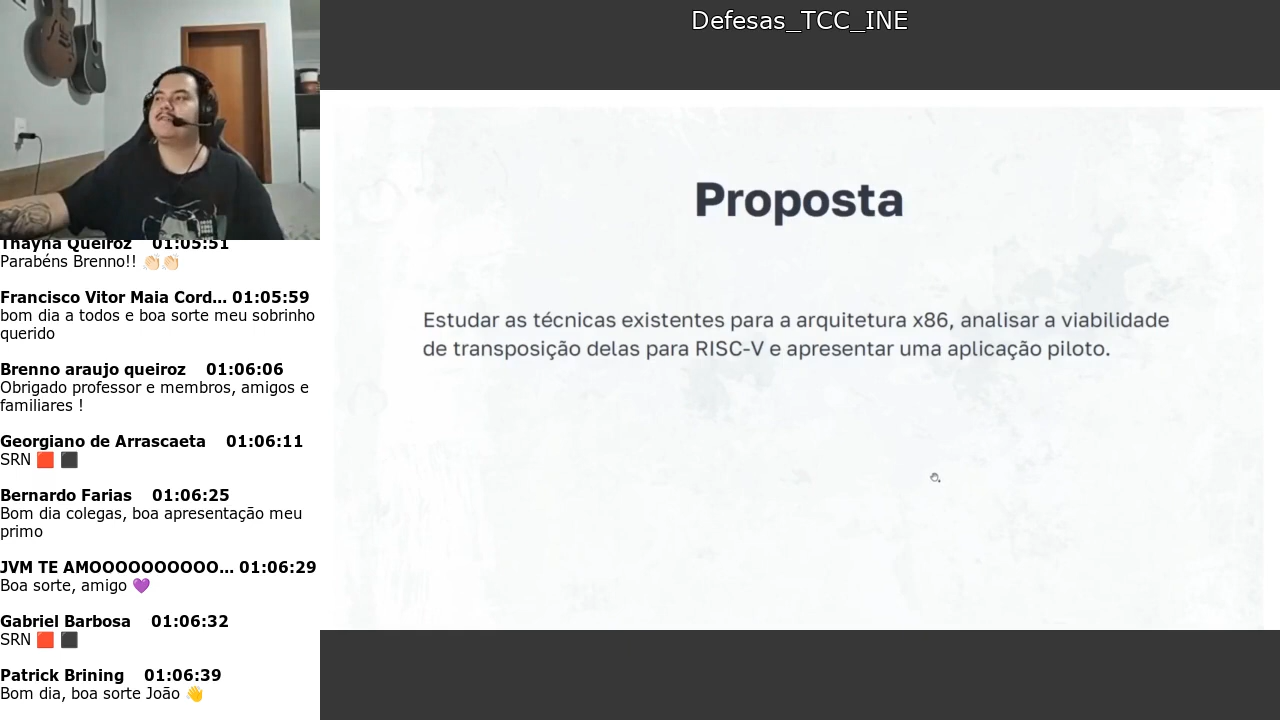 Defesas_TCC_INE
Thayna Queiroz 01:05:51
Parabéns Brenno!! 👏🏻👏🏻
Francisco Vitor Maia Cord... 01:05:59
bom dia a todos e boa sorte meu sobrinho
querido
Brenno araujo queiroz 01:06:06
Obrigado professor e membros, amigos e
familiares !
Georgiano de Arrascaeta 01:06:11
SRN 🟥 ⬛
Bernardo Farias 01:06:25
Bom dia colegas, boa apresentação meu
primo
JVM TE AMOOOOOOOOOO... 01:06:29
Boa sorte, amigo 💜
Gabriel Barbosa 01:06:32
SRN 🟥 ⬛
Patrick Brining 01:06:39
Bom dia, boa sorte João 👋
Proposta
Estudar as técnicas existentes para a arquitetura x86, analisar a viabilidade
de transposição delas para RISC-V e apresentar uma aplicação piloto.